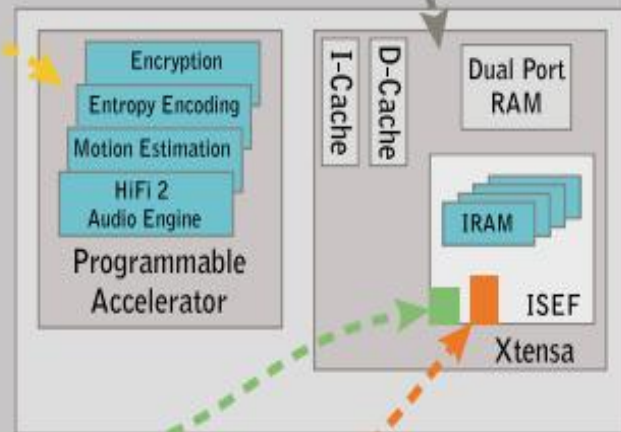 Encryption
Entropy Encoding
Motion Estimation
HiFi 2
Audio Engine
Programmable
Accelerator
I-Cache
D-Cache
Dual Port
RAM
IRAM
ISEF
Xtensa